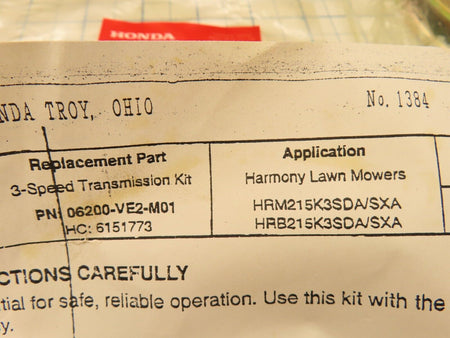 HONDA
NDA TROY, OHIO
No. 1384
Replacement Part
3-Speed Transmission Kit
PN: 06200-VE2-M01
HC: 6151773
Application
Harmony Lawn Mowers
HRM215K3SDA/SXA
HRB215K3SDA/SXA
CTIONS CAREFULLY
tial for safe, reliable operation. Use this kit with the
y.